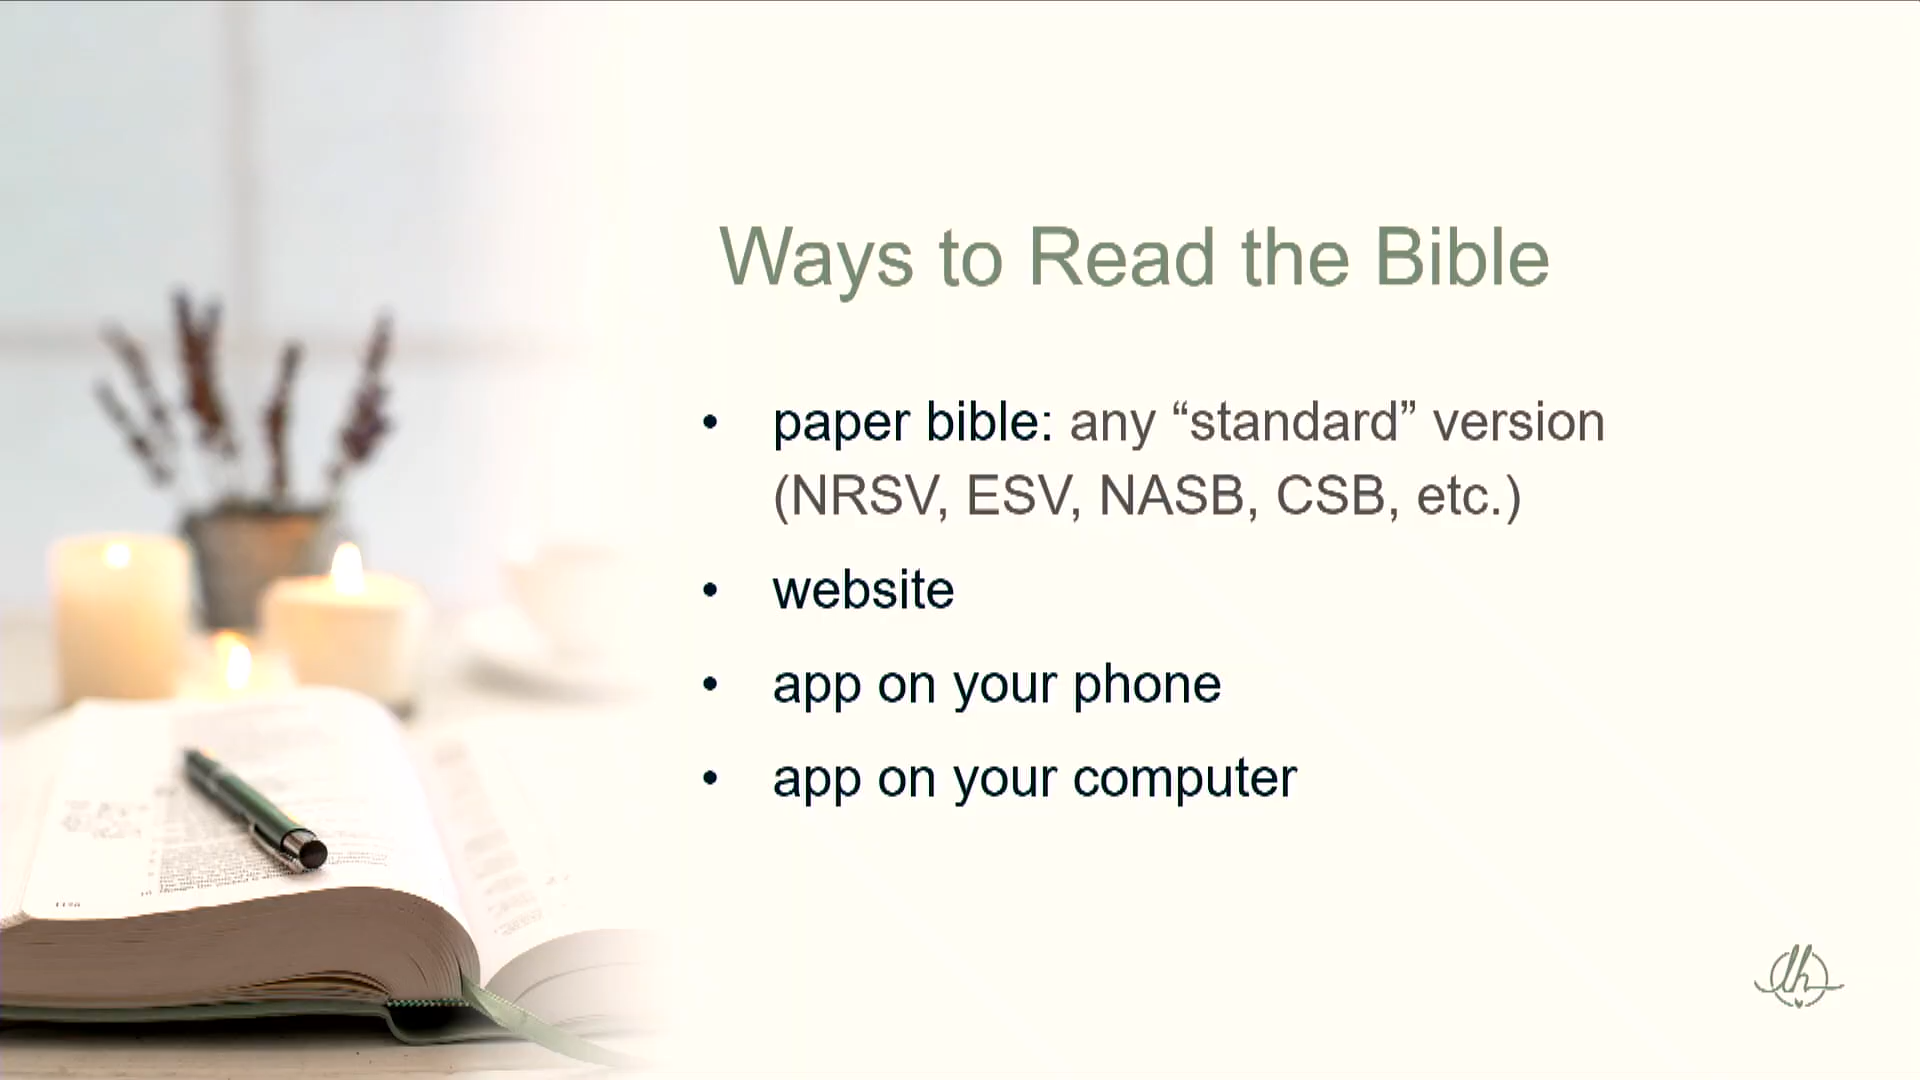 Ways to Read the Bible
• paper bible: any “standard” version
(NRSV, ESV, NASB, CSB, etc.)
• website
• app on your phone
• app on your computer
lh